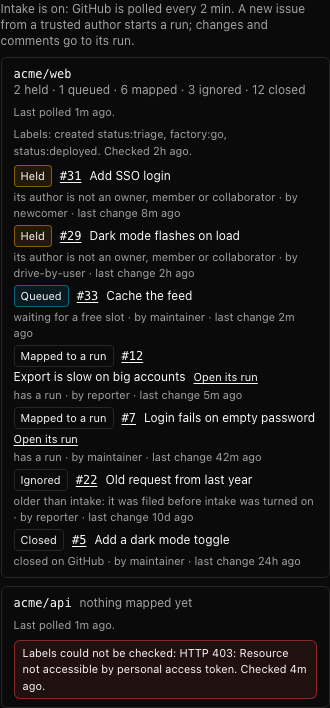 Intake is on: GitHub is polled every 2 min. A new issue
from a trusted author starts a run; changes and
comments go to its run.
acme/web
2 held · 1 queued · 6 mapped · 3 ignored · 12 closed
Last polled 1m ago.
Labels: created status:triage, factory:go,
status:deployed. Checked 2h ago.
Held #31 Add SSO login
its author is not an owner, member or collaborator · by
newcomer · last change 8m ago
Held #29 Dark mode flashes on load
its author is not an owner, member or collaborator · by
drive-by-user · last change 2h ago
Queued #33 Cache the feed
waiting for a free slot · by maintainer · last change 2m
ago
Mapped to a run #12
Export is slow on big accounts Open its run
has a run · by reporter · last change 5m ago
Mapped to a run #7 Login fails on empty password
Open its run
has a run · by maintainer · last change 42m ago
Ignored #22 Old request from last year
older than intake: it was filed before intake was turned on
· by reporter · last change 10d ago
Closed #5 Add a dark mode toggle
closed on GitHub · by maintainer · last change 24h ago
acme/api nothing mapped yet
Last polled 1m ago.
Labels could not be checked: HTTP 403: Resource
not accessible by personal access token. Checked 4m
ago.